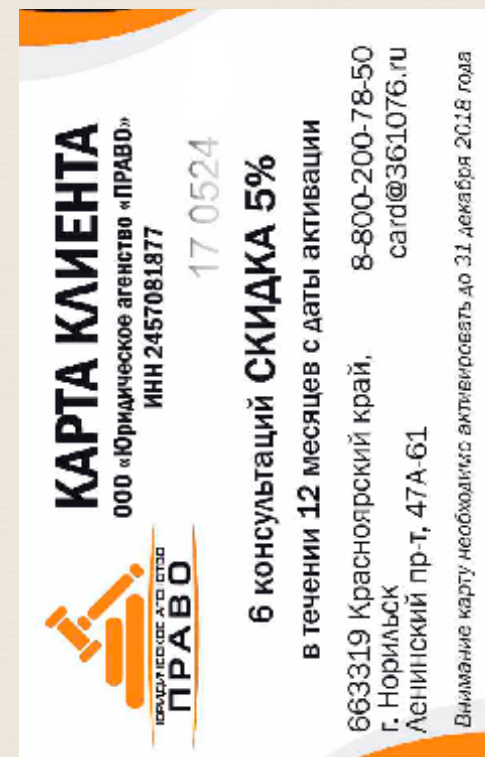 КАРТА КЛИЕНТА
ООО «Юридическое агенство «ПРАВО»
ИНН 2457081877
17 0524
ЮРИДИЧЕСКОЕ
ПРАВО
6 консультаций СКИДКА 5%
в течении 12 месяцев с даты активации
663319 Красноярский край,
г. Норильск
Ленинский пр-т, 47А-61
8-800-200-78-50
card@361076.ru
Внимание карту необходимо активировать до 31 декабря 2018 года